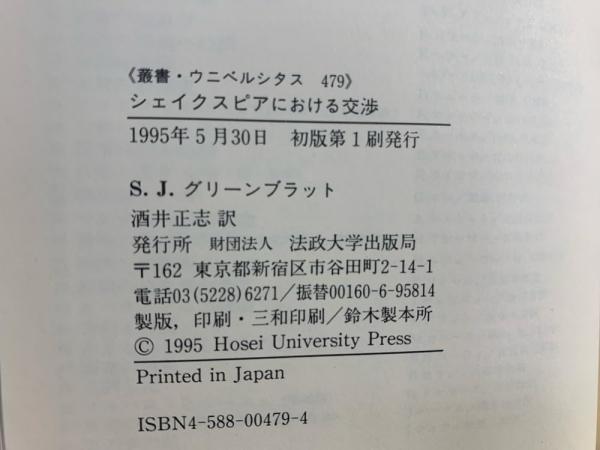 《叢書・ウニベルシタス 479》
シェイクスピアにおける交渉
1995年5月30日 初版第1刷発行
S. J. グリーンブラット
酒井正志 訳
発行所 財団法人 法政大学出版局
〒162 東京都新宿区市谷田町2-14-1
電話03(5228)6271/振替00160-6-95814
製版，印刷・三和印刷/鈴木製本所
© 1995 Hosei University Press
Printed in Japan
ISBN4-588-00479-4